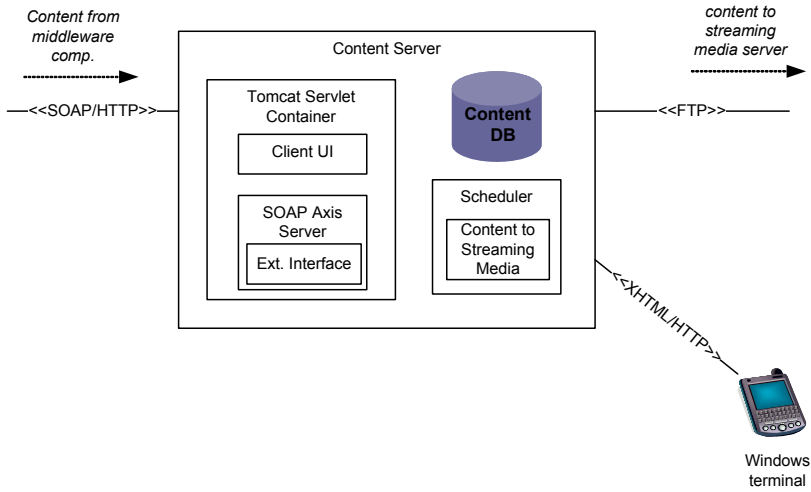 Content from
middleware
comp.
content to
streaming
media server
Content Server
<<SOAP/HTTP>>
<<FTP>>
Tomcat Servlet
Container
Client UI
SOAP Axis
Server
Ext. Interface
Content
DB
Scheduler
Content to
Streaming
Media
<<XHTML/HTTP>>
Windows
terminal